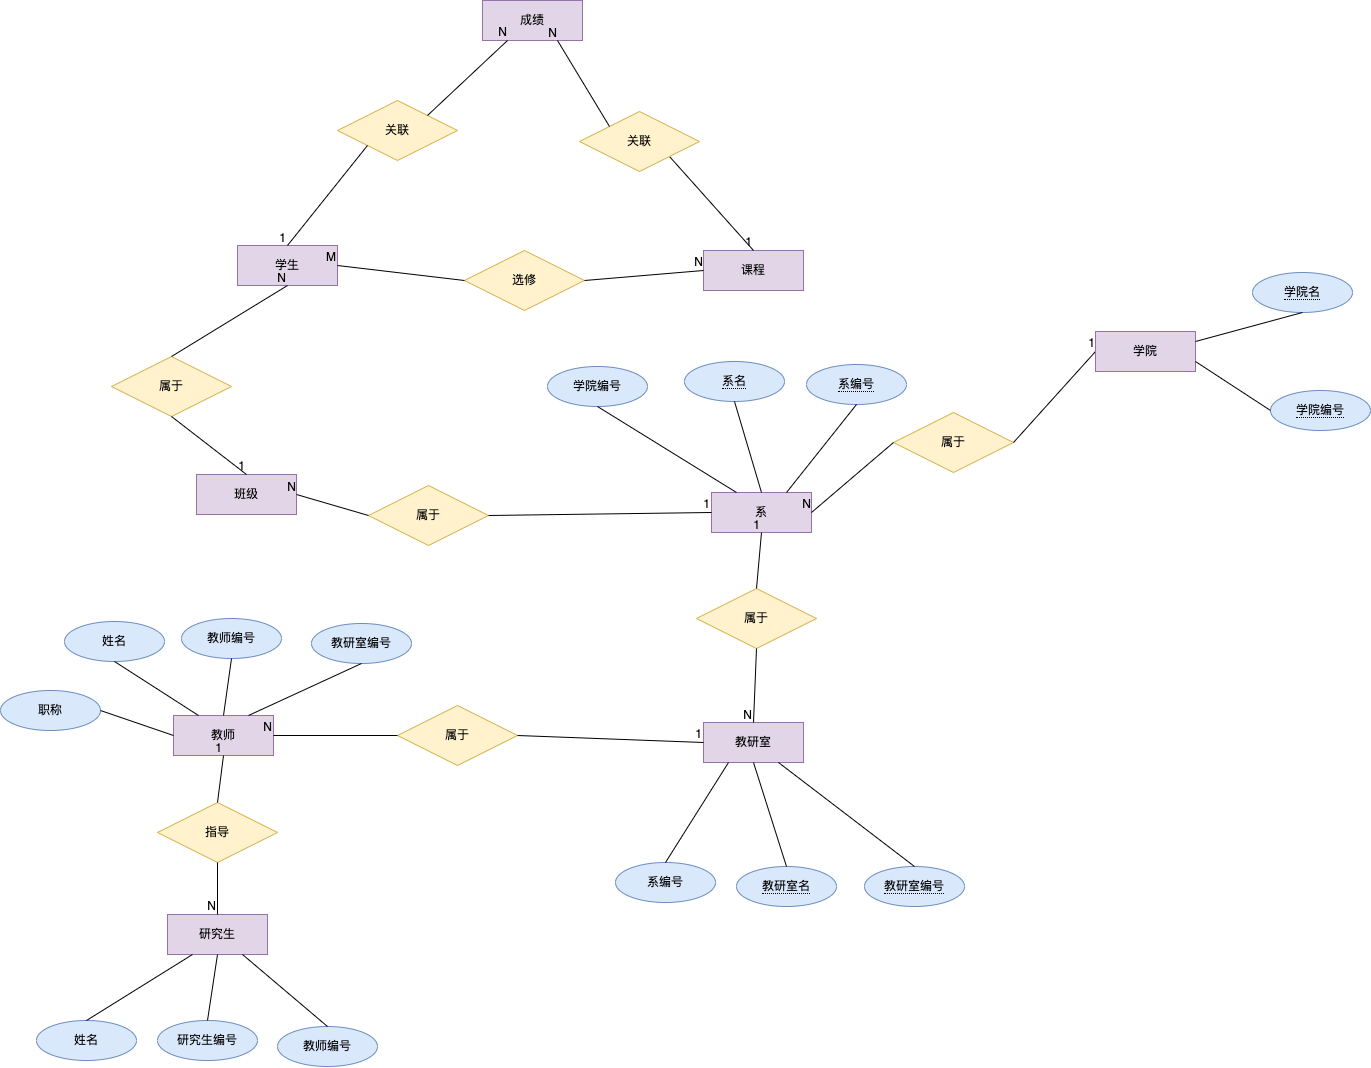 成绩
N
N
关联
关联
1
1
学生
M
N
选修
N
课程
学院名
1
学院
学院编号
属于
学院编号
系名
系编号
属于
1
班级
N
属于
1
系
N
1
属于
姓名
教师编号
教研室编号
职称
教师
N
1
属于
1
N
教研室
指导
系编号
教研室名
教研室编号
N
研究生
姓名
研究生编号
教师编号